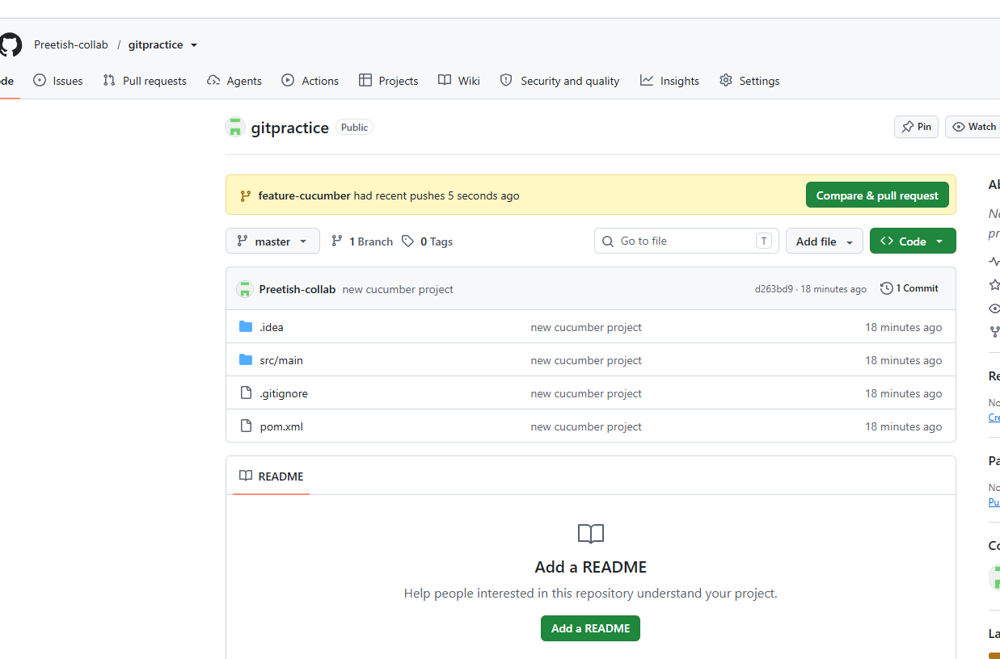 Preetish-collab / gitpractice
de Issues Pull requests Agents Actions Projects Wiki Security and quality Insights Settings
gitpractice Public Pin Watch
feature-cucumber had recent pushes 5 seconds ago Compare & pull request
master 1 Branch 0 Tags Go to file T Add file Code
Preetish-collab new cucumber project d263bd9 · 18 minutes ago 1 Commit
.idea new cucumber project 18 minutes ago
src/main new cucumber project 18 minutes ago
.gitignore new cucumber project 18 minutes ago
pom.xml new cucumber project 18 minutes ago
README
Add a README
Help people interested in this repository understand your project.
Add a README
Ab
No
pr
Re
No
Cre
Pa
No
Pu
Co
La